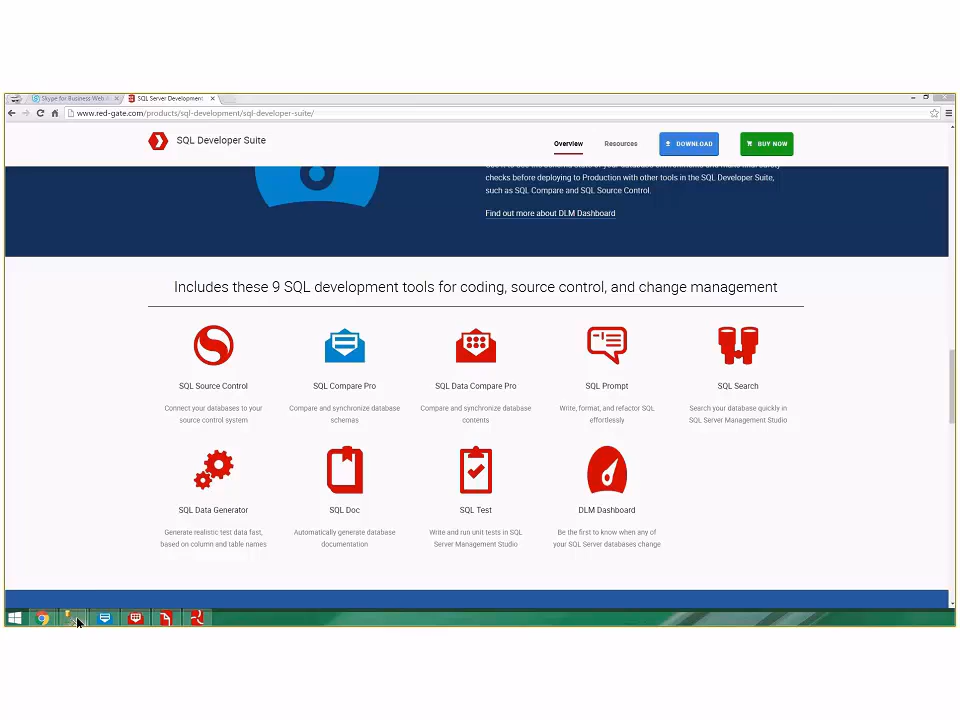 Skype for Business Web
SQL Server Development
www.red-gate.com/products/sql-development/sql-developer-suite/
SQL Developer Suite
Overview
Resources
DOWNLOAD
BUY NOW
checks before deploying to Production with other tools in the SQL Developer Suite,
such as SQL Compare and SQL Source Control.
Find out more about DLM Dashboard
Includes these 9 SQL development tools for coding, source control, and change management
SQL Source Control
Connect your databases to your
source control system
SQL Compare Pro
Compare and synchronize database
schemas
SQL Data Compare Pro
Compare and synchronize database
contents
SQL Prompt
Write, format, and refactor SQL
effortlessly
SQL Search
Search your database quickly in
SQL Server Management Studio
SQL Data Generator
Generate realistic test data fast,
based on column and table names
SQL Doc
Automatically generate database
documentation
SQL Test
Write and run unit tests in SQL
Server Management Studio
DLM Dashboard
Be the first to know when any of
your SQL Server databases change